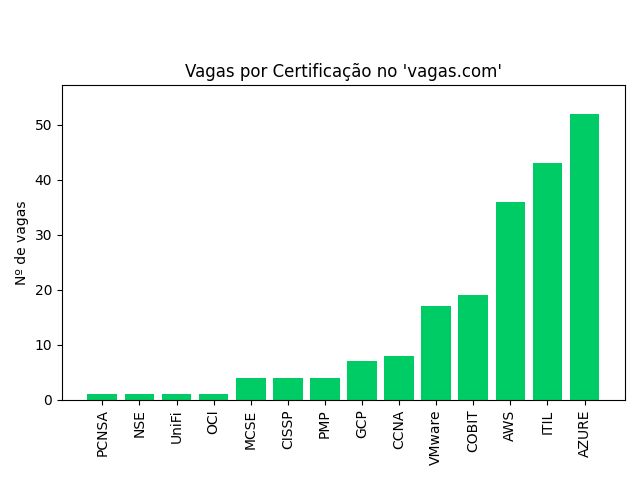 Vagas por Certificação no 'vagas.com'
Nº de vagas
50
40
30
20
10
0
PCNSA
NSE
UniFi
OCI
MCSE
CISSP
PMP
GCP
CCNA
VMware
COBIT
AWS
ITIL
AZURE